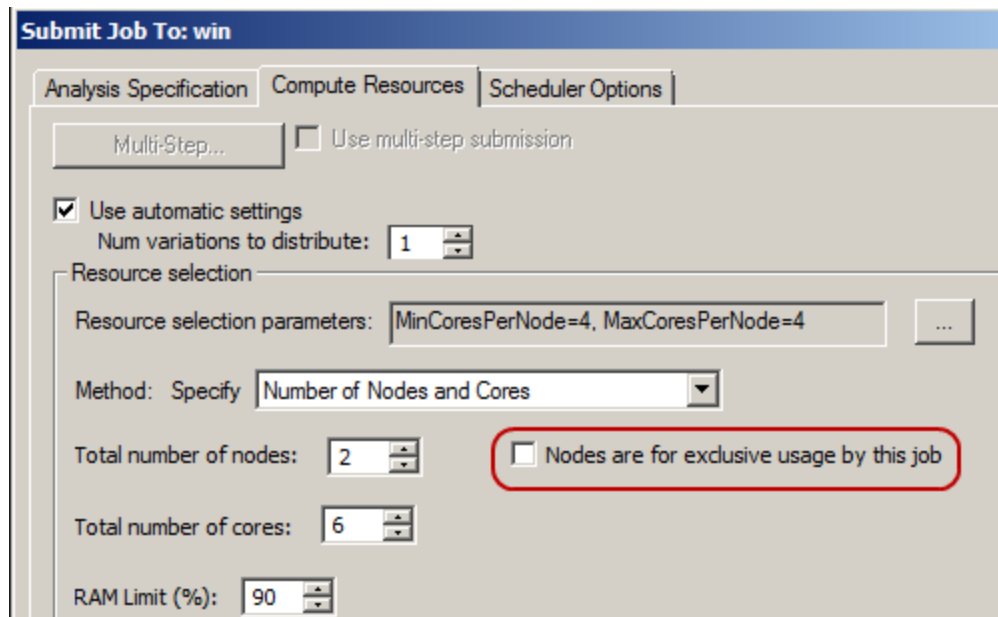 Submit Job To: win
Analysis Specification Compute Resources Scheduler Options
Multi-Step... Use multi-step submission
Use automatic settings
Num variations to distribute: 1
Resource selection
Resource selection parameters: MinCoresPerNode=4, MaxCoresPerNode=4 ...
Method: Specify Number of Nodes and Cores
Total number of nodes: 2 Nodes are for exclusive usage by this job
Total number of cores: 6
RAM Limit (%): 90